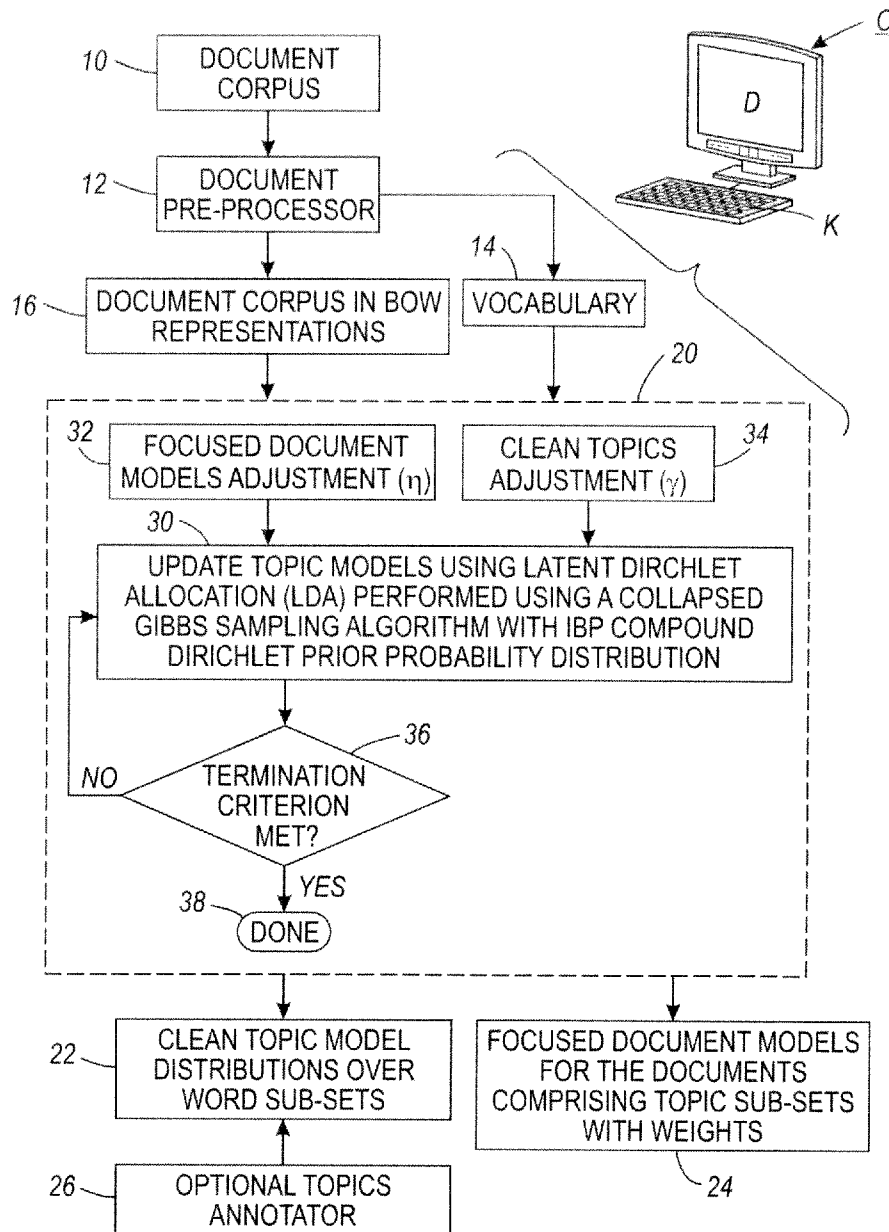 C
10
DOCUMENT
CORPUS
D
12
DOCUMENT
PRE-PROCESSOR
K
14
16
DOCUMENT CORPUS IN BOW
REPRESENTATIONS
VOCABULARY
20
32
FOCUSED DOCUMENT
MODELS ADJUSTMENT (η)
CLEAN TOPICS
ADJUSTMENT (γ)
34
30
UPDATE TOPIC MODELS USING LATENT DIRCHLET
ALLOCATION (LDA) PERFORMED USING A COLLAPSED
GIBBS SAMPLING ALGORITHM WITH IBP COMPOUND
DIRICHLET PRIOR PROBABILITY DISTRIBUTION
36
NO
TERMINATION
CRITERION
MET?
YES
38
DONE
22
CLEAN TOPIC MODEL
DISTRIBUTIONS OVER
WORD SUB-SETS
FOCUSED DOCUMENT MODELS
FOR THE DOCUMENTS
COMPRISING TOPIC SUB-SETS
WITH WEIGHTS
26
OPTIONAL TOPICS
ANNOTATOR
24